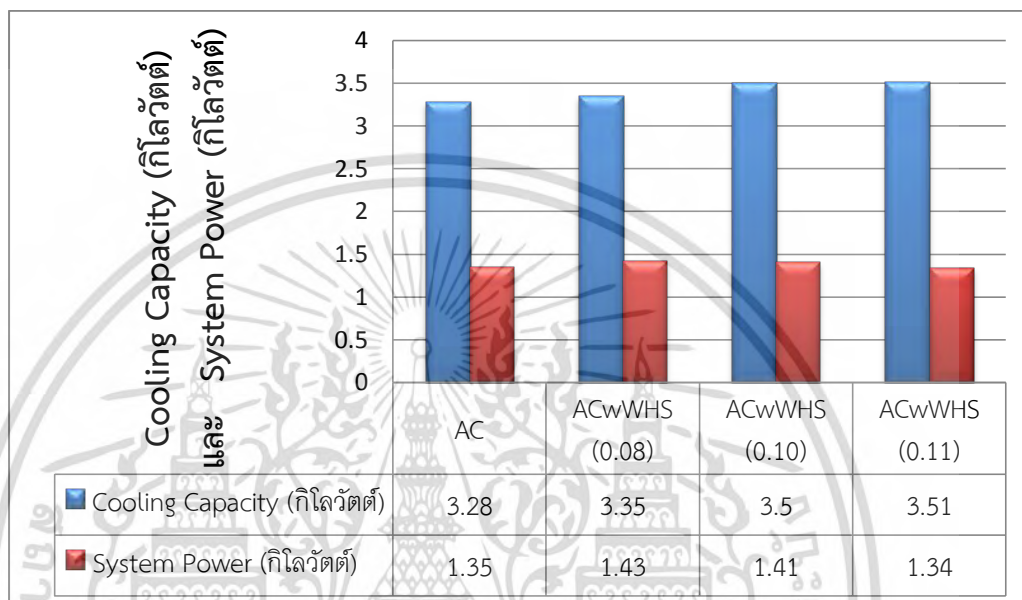 Cooling Capacity (กิโลวัตต์)
และ System Power (กิโลวัตต์)
4
3.5
3
2.5
2
1.5
1
0.5
0
AC
ACwWHS (0.08)
ACwWHS (0.10)
ACwWHS (0.11)
Cooling Capacity (กิโลวัตต์) 3.28 3.35 3.5 3.51
System Power (กิโลวัตต์) 1.35 1.43 1.41 1.34